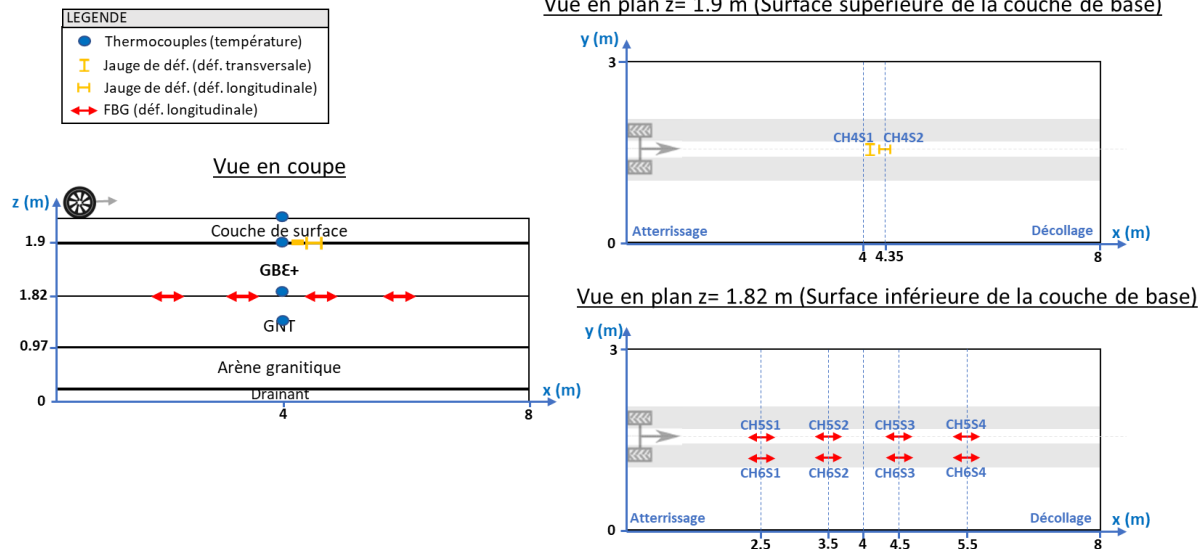 LEGENDE
Thermocouples (température)
Jauge de déf. (déf. transversale)
Jauge de déf. (déf. longitudinale)
FBG (déf. longitudinale)
Vue en coupe
z (m)
Couche de surface
1.9
GBƐ+
1.82
GNT
0.97
Arène granitique
Drainant
x (m)
0
4
8
Vue en plan z= 1.9 m (Surface supérieure de la couche de base)
y (m)
3
CH4S1 CH4S2
Atterrissage
Décollage
x (m)
0
4 4.35
8
Vue en plan z= 1.82 m (Surface inférieure de la couche de base)
y (m)
3
CH5S1 CH5S2 CH5S3 CH5S4
CH6S1 CH6S2 CH6S3 CH6S4
Atterrissage
Décollage
x (m)
0
2.5 3.5 4 4.5 5.5 8